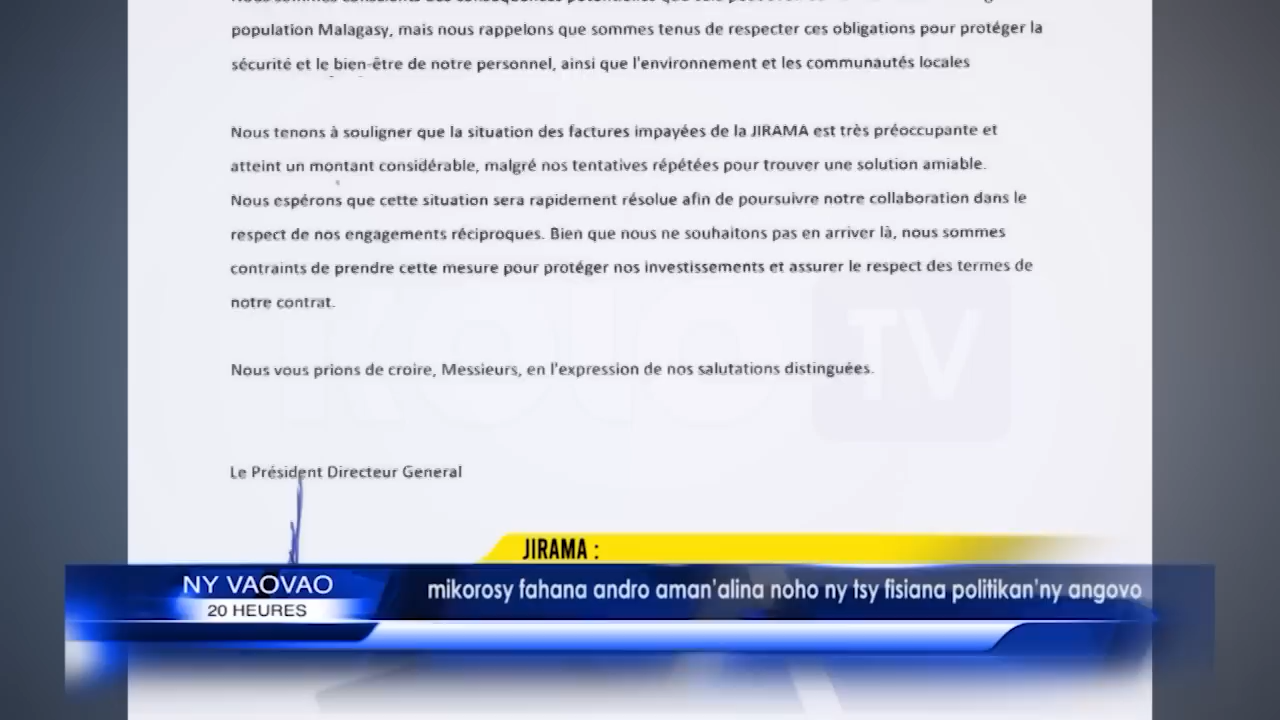 population Malagasy, mais nous rappelons que sommes tenus de respecter ces obligations pour protéger la
sécurité et le bien-être de notre personnel, ainsi que l'environnement et les communautés locales
Nous tenons à souligner que la situation des factures impayées de la JIRAMA est très préoccupante et
atteint un montant considérable, malgré nos tentatives répétées pour trouver une solution amiable.
Nous espérons que cette situation sera rapidement résolue afin de poursuivre notre collaboration dans le
respect de nos engagements réciproques. Bien que nous ne souhaitons pas en arriver là, nous sommes
contraints de prendre cette mesure pour protéger nos investissements et assurer le respect des termes de
notre contrat.
KOLO TV
Nous vous prions de croire, Messieurs, en l'expression de nos salutations distinguées.
Le Président Directeur General
JIRAMA :
NY VAOVAO
20 HEURES
mikorosy fahana andro aman'alina noho ny tsy fisiana politikan'ny angovo